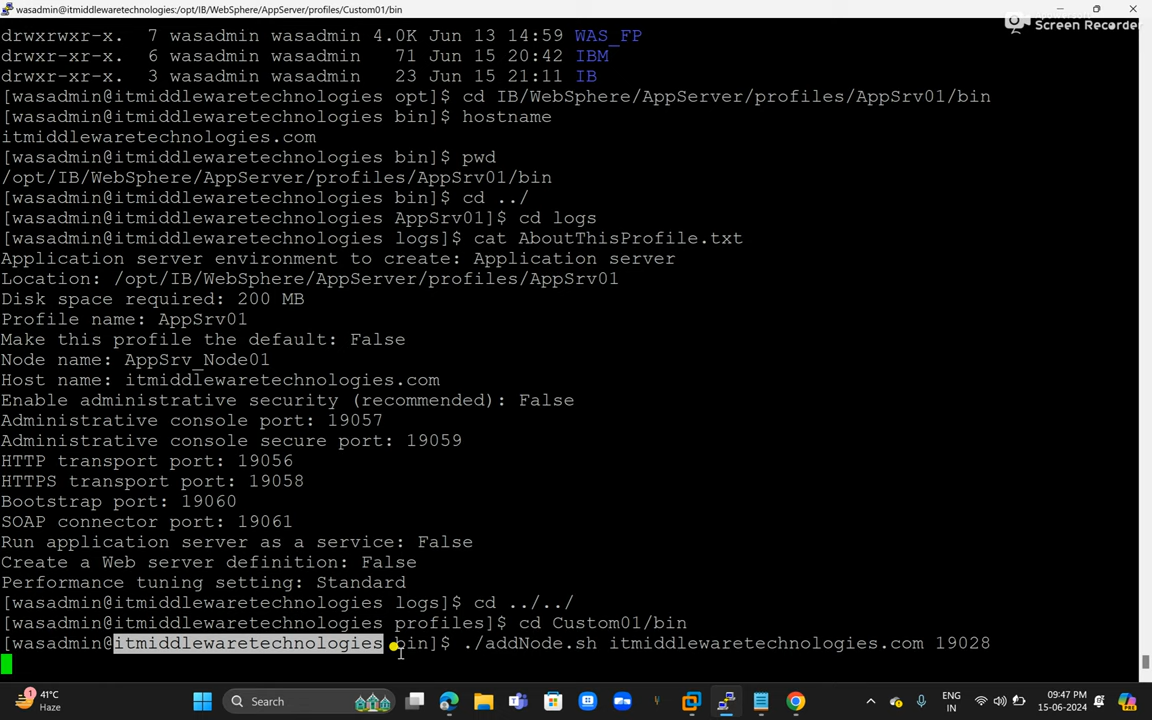 wasadmin@itmiddlewaretechnologies:/opt/IB/WebSphere/AppServer/profiles/Custom01/bin
Screen Recorder
drwxrwxr-x. 7 wasadmin wasadmin 4.0K Jun 13 14:59 WAS_FP
drwxr-xr-x. 6 wasadmin wasadmin 71 Jun 15 20:42 IBM
drwxr-xr-x. 3 wasadmin wasadmin 23 Jun 15 21:11 IB
[wasadmin@itmiddlewaretechnologies opt]$ cd IB/WebSphere/AppServer/profiles/AppSrv01/bin
[wasadmin@itmiddlewaretechnologies bin]$ hostname
itmiddlewaretechnologies.com
[wasadmin@itmiddlewaretechnologies bin]$ pwd
/opt/IB/WebSphere/AppServer/profiles/AppSrv01/bin
[wasadmin@itmiddlewaretechnologies bin]$ cd ../
[wasadmin@itmiddlewaretechnologies AppSrv01]$ cd logs
[wasadmin@itmiddlewaretechnologies logs]$ cat AboutThisProfile.txt
Application server environment to create: Application server
Location: /opt/IB/WebSphere/AppServer/profiles/AppSrv01
Disk space required: 200 MB
Profile name: AppSrv01
Make this profile the default: False
Node name: AppSrv_Node01
Host name: itmiddlewaretechnologies.com
Enable administrative security (recommended): False
Administrative console port: 19057
Administrative console secure port: 19059
HTTP transport port: 19056
HTTPS transport port: 19058
Bootstrap port: 19060
SOAP connector port: 19061
Run application server as a service: False
Create a Web server definition: False
Performance tuning setting: Standard
[wasadmin@itmiddlewaretechnologies logs]$ cd ../../
[wasadmin@itmiddlewaretechnologies profiles]$ cd Custom01/bin
[wasadmin@itmiddlewaretechnologies bin]$ ./addNode.sh itmiddlewaretechnologies.com 19028
1
41°C
Haze
Search
ENG
IN
09:47 PM
15-06-2024